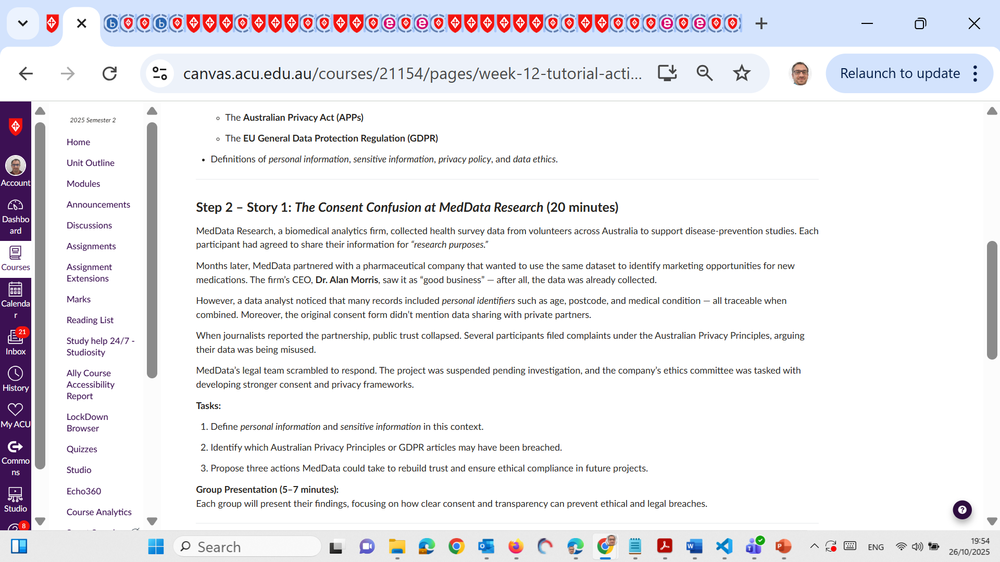 canvas.acu.edu.au/courses/21154/pages/week-12-tutorial-acti...
Relaunch to update
Account
Dashbo
ard
Courses
Calenda
r
21
Inbox
History
My ACU
Commo
ns
Studio
8
2025 Semester 2
Home
Unit Outline
Modules
Announcements
Discussions
Assignments
Assignment
Extensions
Marks
Reading List
Study help 24/7 -
Studiosity
Ally Course
Accessibility
Report
LockDown
Browser
Quizzes
Studio
Echo360
Course Analytics
The Australian Privacy Act (APPs)
The EU General Data Protection Regulation (GDPR)
Definitions of personal information, sensitive information, privacy policy, and data ethics.
Step 2 – Story 1: The Consent Confusion at MedData Research (20 minutes)
MedData Research, a biomedical analytics firm, collected health survey data from volunteers across Australia to support disease-prevention studies. Each
participant had agreed to share their information for “research purposes.”
Months later, MedData partnered with a pharmaceutical company that wanted to use the same dataset to identify marketing opportunities for new
medications. The firm’s CEO, Dr. Alan Morris, saw it as “good business” — after all, the data was already collected.
However, a data analyst noticed that many records included personal identifiers such as age, postcode, and medical condition — all traceable when
combined. Moreover, the original consent form didn’t mention data sharing with private partners.
When journalists reported the partnership, public trust collapsed. Several participants filed complaints under the Australian Privacy Principles, arguing
their data was being misused.
MedData’s legal team scrambled to respond. The project was suspended pending investigation, and the company’s ethics committee was tasked with
developing stronger consent and privacy frameworks.
Tasks:
1. Define personal information and sensitive information in this context.
2. Identify which Australian Privacy Principles or GDPR articles may have been breached.
3. Propose three actions MedData could take to rebuild trust and ensure ethical compliance in future projects.
Group Presentation (5–7 minutes):
Each group will present their findings, focusing on how clear consent and transparency can prevent ethical and legal breaches.
Search
ENG
19:54
26/10/2025